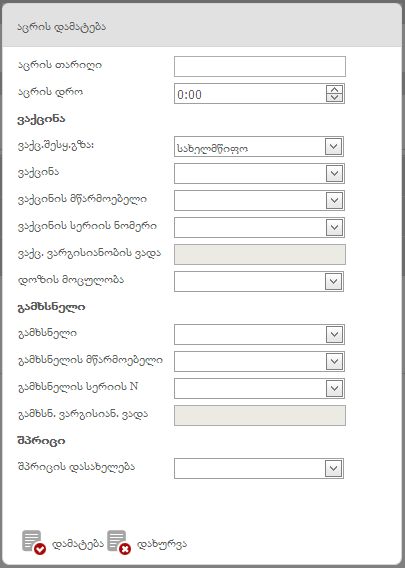 აცრის დამატება
აცრის თარიღი
აცრის დრო 0:00
ვაქცინა
ვაქც.შესყ.გზა: სახელმწიფო
ვაქცინა
ვაქცინის მწარმოებელი
ვაქცინის სერიის ნომერი
ვაქც. ვარგისიანობის ვადა
დოზის მოცულობა
გამხსნელი
გამხსნელი
გამხსნელის მწარმოებელი
გამხსნელის სერიის N
გამხსნ. ვარგისიან. ვადა
შპრიცი
შპრიცის დასახელება
დამატება დახურვა